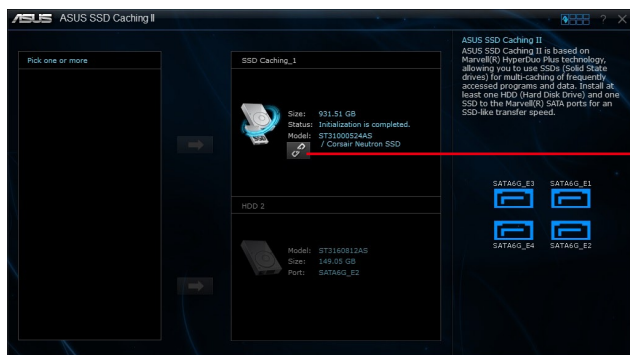 ASUS ASUS SSD Caching II
? X
Pick one or more
SSD Caching_1
Size: 931.51 GB
Status: Initialization is completed.
Model: ST31000524AS
/ Corsair Neutron SSD
HDD 2
Model: ST3160812AS
Size: 149.05 GB
Port: SATA6G_E2
ASUS SSD Caching II
ASUS SSD Caching II is based on
Marvell(R) HyperDuo Plus technology,
allowing you to use SSDs (Solid State
drives) for multi-caching of frequently
accessed programs and data. Install at
least one HDD (Hard Disk Drive) and one
SSD to the Marvell(R) SATA ports for an
SSD-like transfer speed.
SATA6G_E3 SATA6G_E1
SATA6G_E4 SATA6G_E2